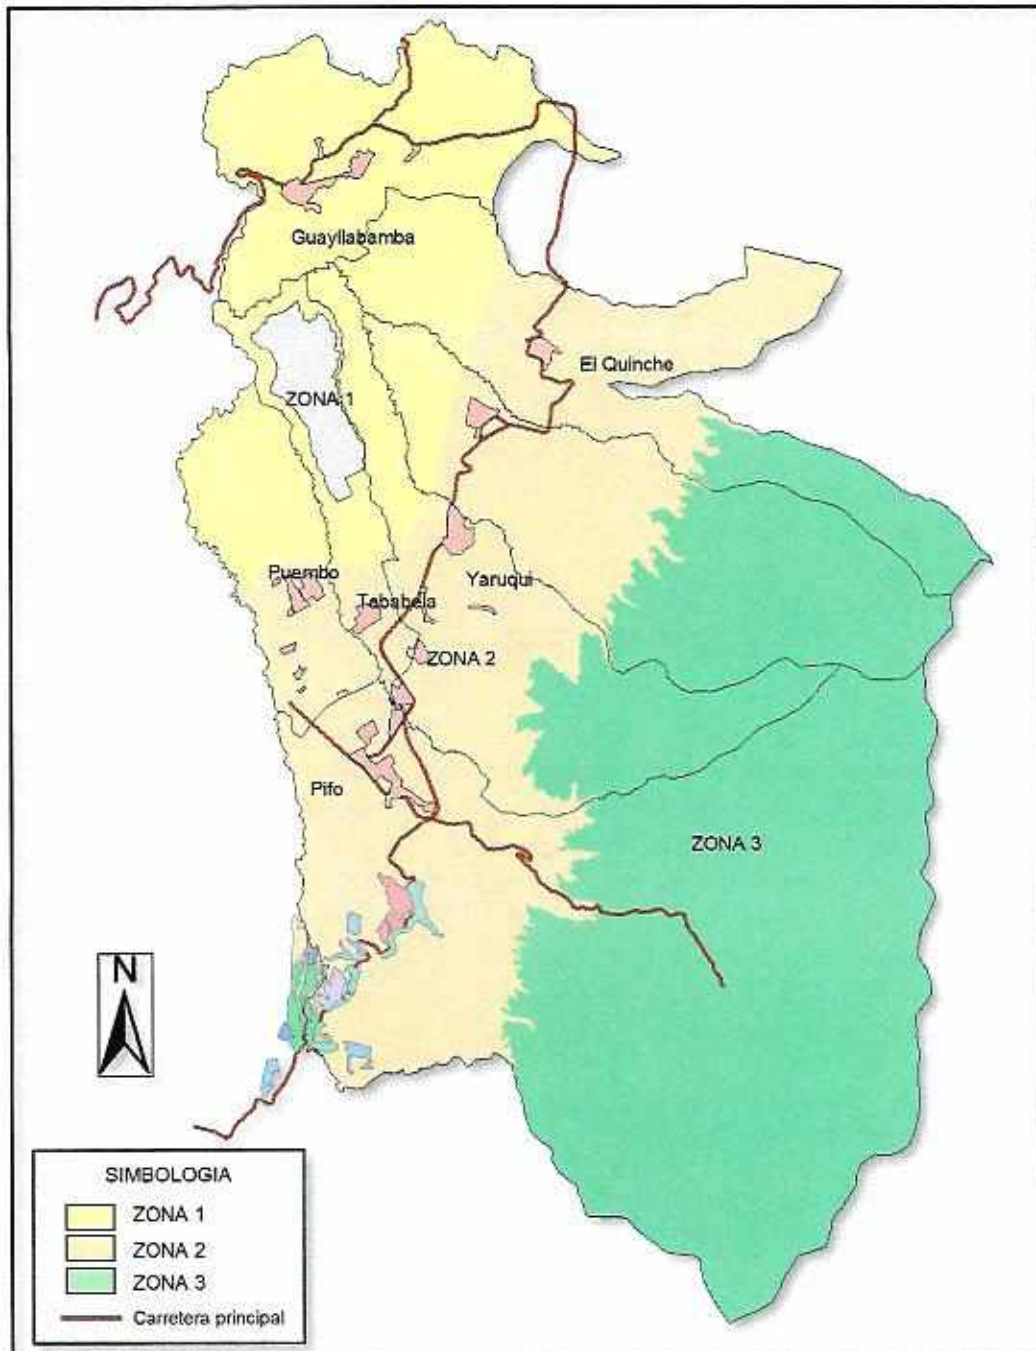 Guayllabamba
El Quinche
ZONA 1
Puembo
Tababela
Yaruqui
ZONA 2
Pifo
ZONA 3
N
SIMBOLOGIA
ZONA 1
ZONA 2
ZONA 3
Carretera principal